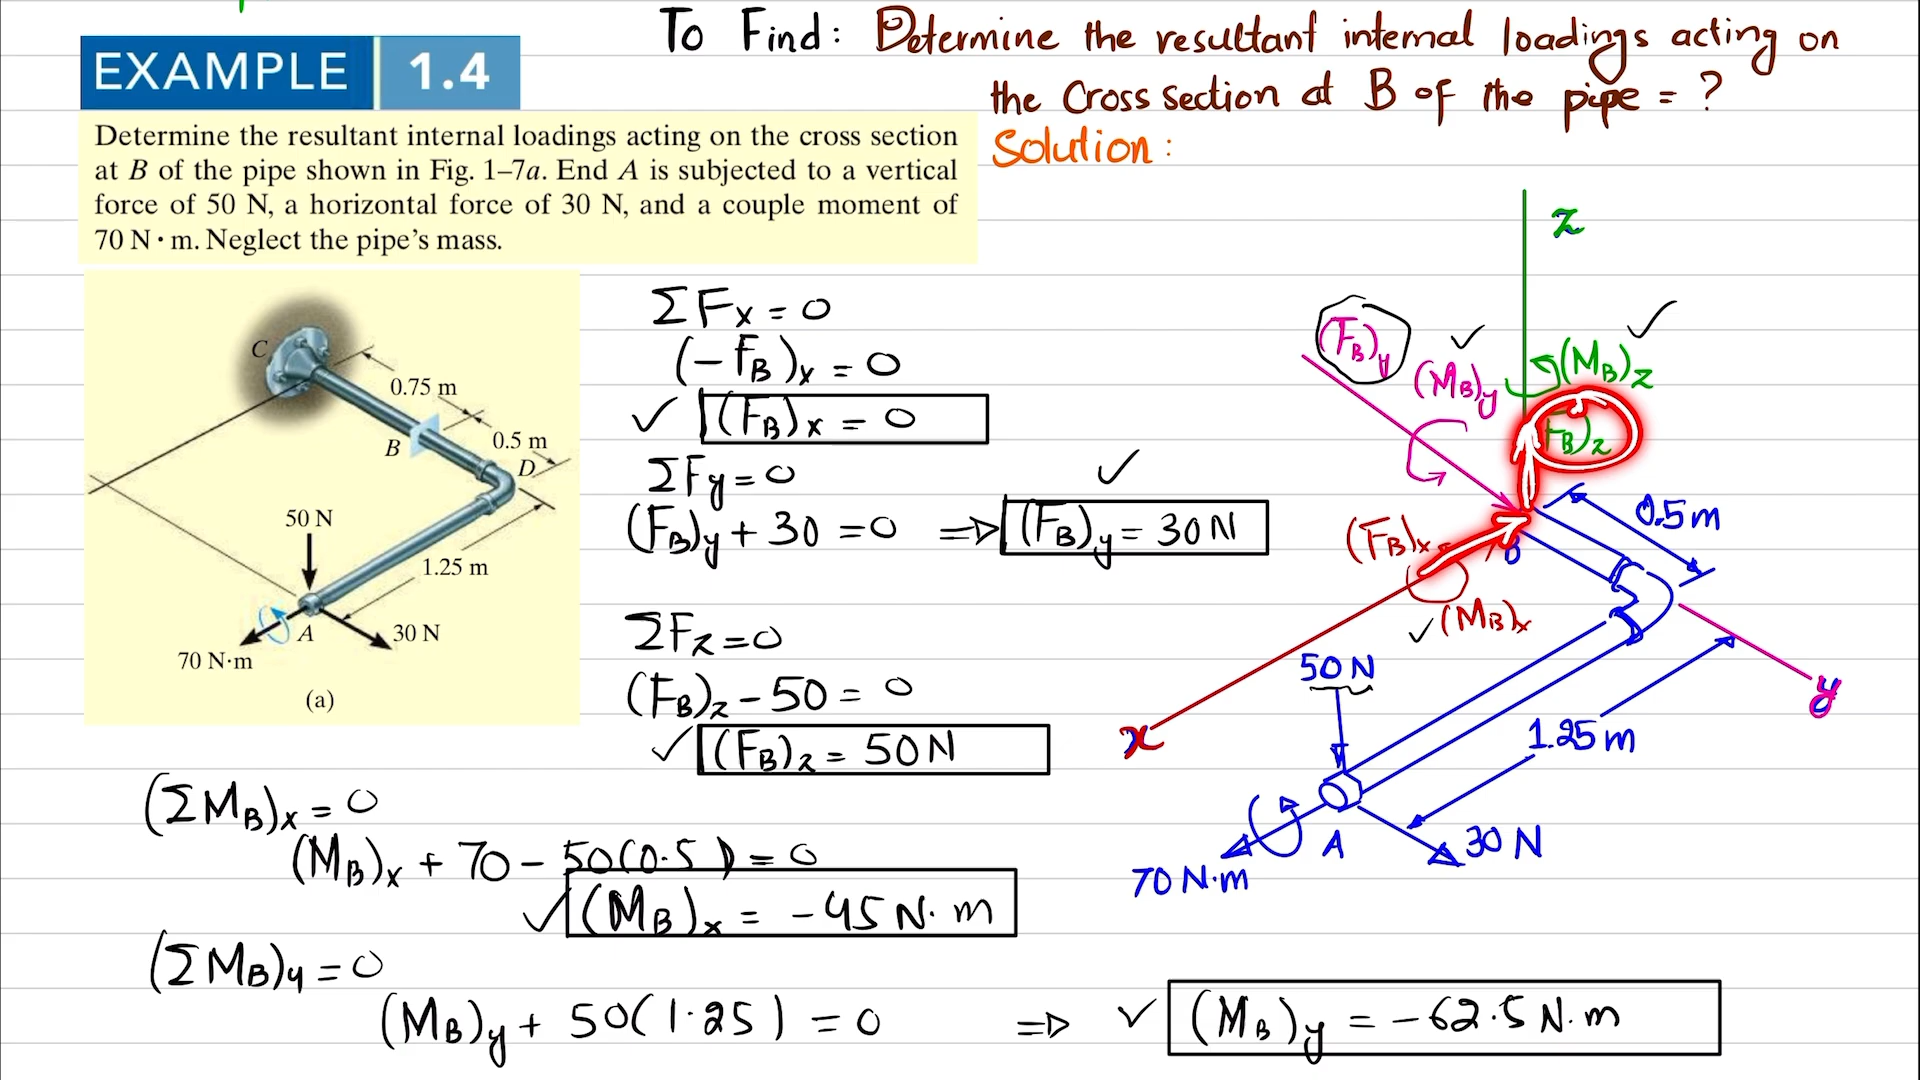 To Find: Determine the resultant internal loadings acting on
the Cross section at B of the pipe = ?
EXAMPLE 1.4
Determine the resultant internal loadings acting on the cross section
at B of the pipe shown in Fig. 1–7a. End A is subjected to a vertical
force of 50 N, a horizontal force of 30 N, and a couple moment of
70 N·m. Neglect the pipe's mass.
Solution:
C
0.75 m
B
0.5 m
D
50 N
1.25 m
A
30 N
70 N·m
(a)
ΣFx = 0
(-FB)x = 0
✓ (FB)x = 0
ΣFy = 0
(FB)y + 30 = 0 ⇒ (FB)y = 30 N
✓
ΣFz = 0
(FB)z - 50 = 0
✓ (FB)z = 50 N
(ΣMB)x = 0
(MB)x + 70 - 50(0.5) = 0
✓ (MB)x = -45 N·m
(ΣMB)y = 0
(MB)y + 50(1.25) = 0 ⇒ ✓ (MB)y = -62.5 N·m
z
(FB)y
✓
(MB)y
✓
(MB)z
FB)z
0.5 m
(FB)x
B
✓ (MB)x
50 N
x
y
1.25 m
A
30 N
70 N·m